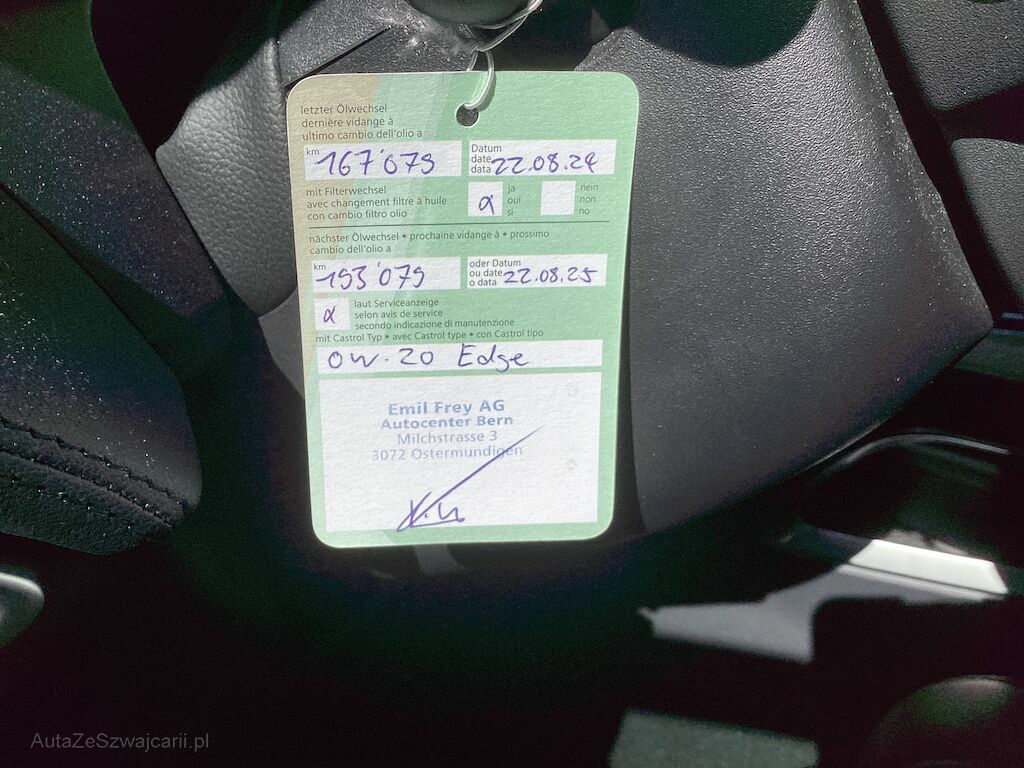 letzter Ölwechsel
dernière vidange à
ultimo cambio dell'olio a
km 167'079
Datum
date
data 22.08.24
mit Filterwechsel
avec changement filtre à huile
con cambio filtro olio
ja
oui
si
nein
non
no
nächster Ölwechsel • prochaine vidange à • prossimo
cambio dell'olio a
km 193'079
oder Datum
ou date
o data 22.08.25
laut Serviceanzeige
selon avis de service
secondo indicazione di manutenzione
mit Castrol Typ • avec Castrol type • con Castrol tipo
0W-20 Edge
Emil Frey AG
Autocenter Bern
Milchstrasse 3
3072 Ostermundigen
AutaZeSzwajcarii.pl